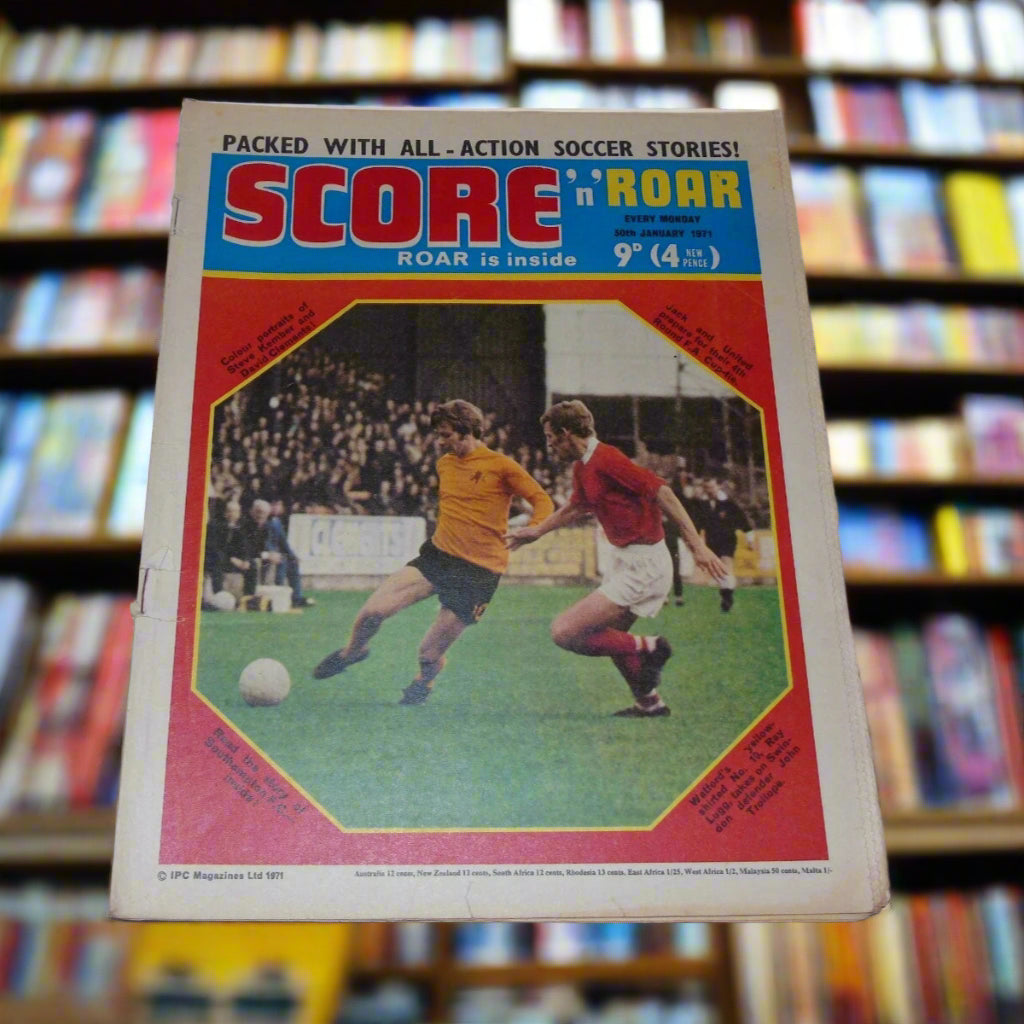 PACKED WITH ALL-ACTION SOCCER STORIES!
SCORE 'n' ROAR
EVERY MONDAY
30th JANUARY 1971
ROAR is inside
9D (4 NEW PENCE)
Colour portraits of
Steve Kember and
David Clements!
Jack and United
prepare for their 4th
Round F.A. Cup-tie.
Read the story of
Southampton F.C.
inside!
Watford's yellow-
shirted No. 10, Ray
Lugg, takes on Swin-
don defender John
Trollope.
© IPC Magazines Ltd 1971
Australia 12 cents, New Zealand 12 cents, South Africa 12 cents, Rhodesia 13 cents, East Africa 1/25, West Africa 1/2, Malaysia 50 cents, Malta 1/-